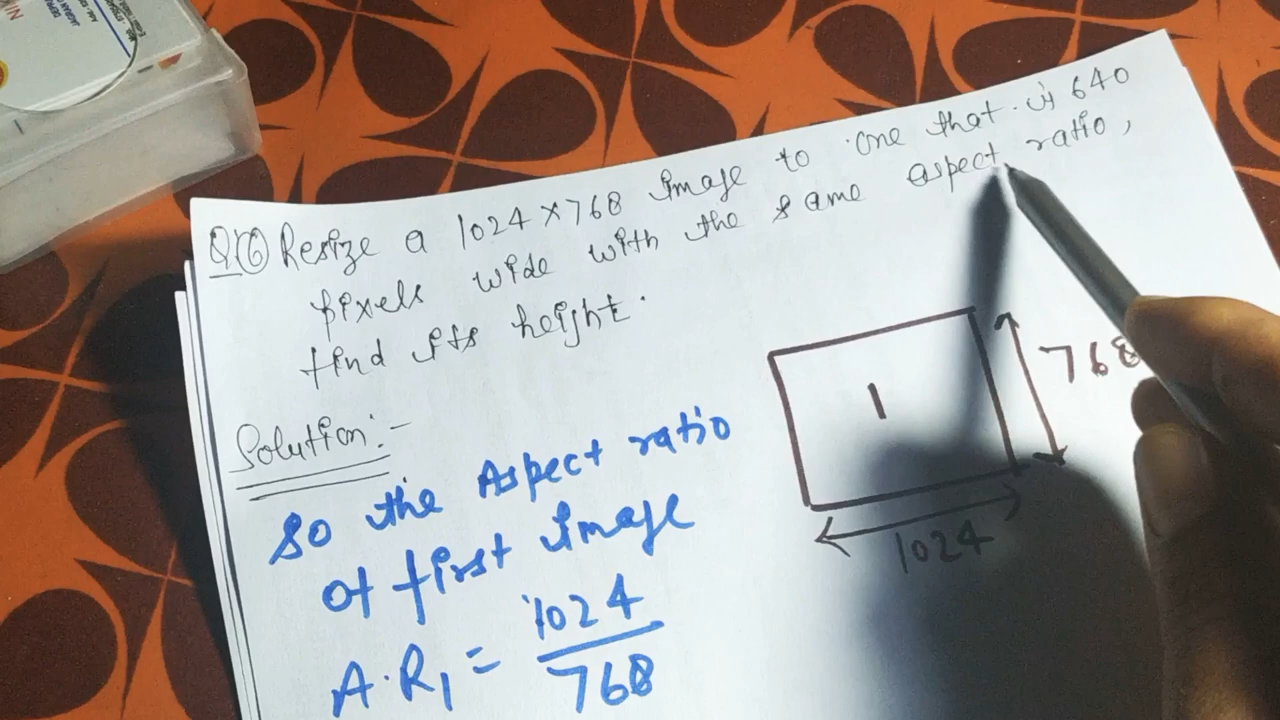 Q(6) Resize a 1024 × 768 image to one that is 640
pixels wide with the same aspect ratio,
find its height.
Solution:-
So the Aspect ratio
of first image
A.R1 = 1024
768
1
768
1024